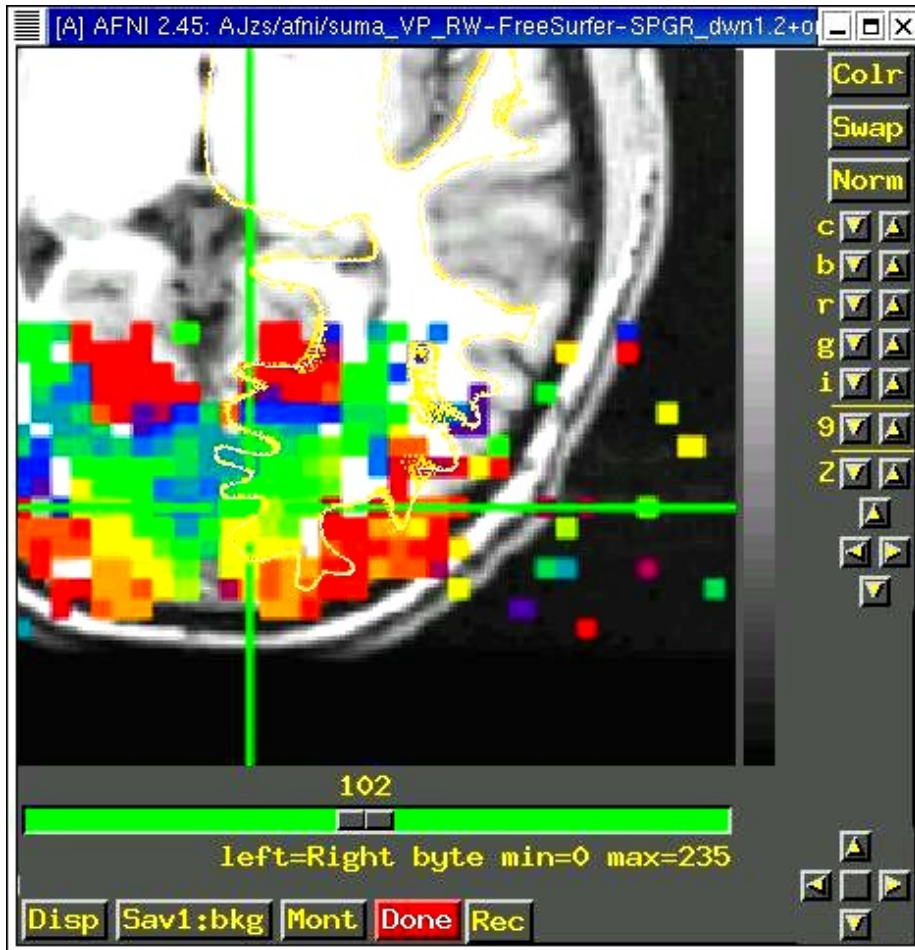 [A] AFNI 2.45: AJzs/afni/suma_VP_RW-FreeSurfer-SPGR_dwn1.2+or
Colr
Swap
Norm
c
b
r
g
i
9
Z
102
left=Right byte min=0 max=235
Disp Sav1:bkg Mont Done Rec